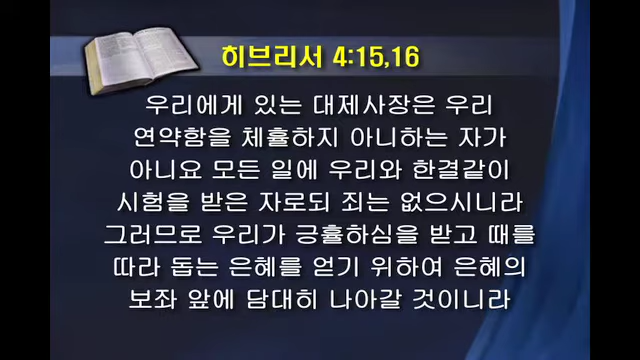 히브리서 4:15,16
우리에게 있는 대제사장은 우리
연약함을 체휼하지 아니하는 자가
아니요 모든 일에 우리와 한결같이
시험을 받은 자로되 죄는 없으시니라
그러므로 우리가 긍휼하심을 받고 때를
따라 돕는 은혜를 얻기 위하여 은혜의
보좌 앞에 담대히 나아갈 것이니라